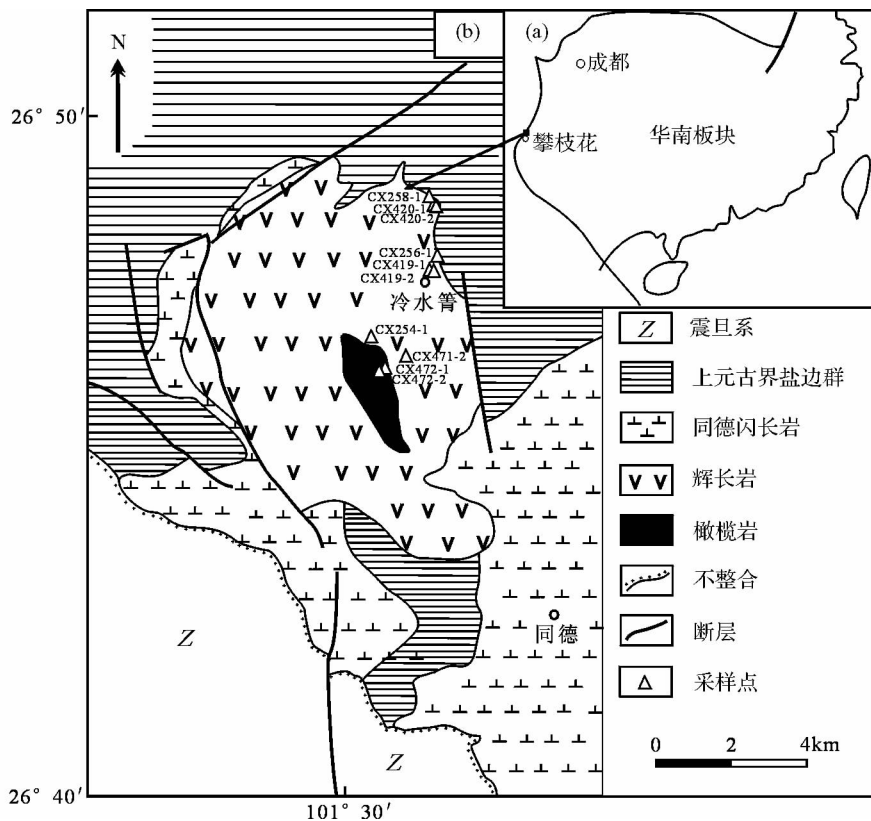 (b)
(a)
N
成都
26° 50′
攀枝花
华南板块
CX258-1
CX420-1
CX420-2
CX256-1
CX419-1
CX419-2
冷水箐
CX254-1
CX471-2
CX472-1
CX472-2
Z 震旦系
上元古界盐边群
同德闪长岩
辉长岩
橄榄岩
不整合
断层
采样点
同德
Z
Z
0 2 4km
26° 40′
101° 30′